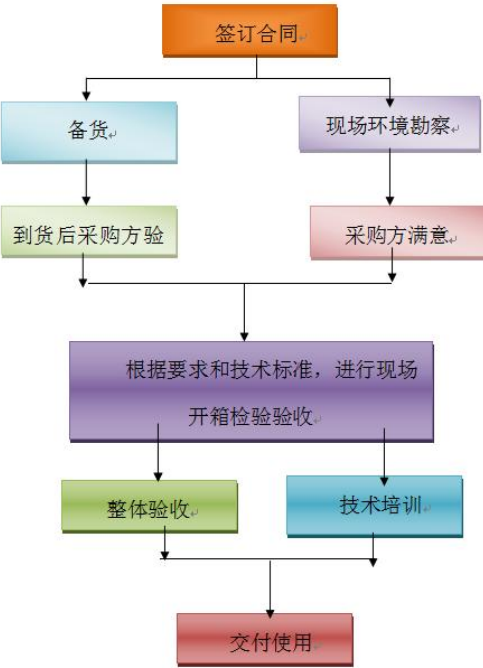 签订合同
备货
现场环境勘察
到货后采购方验
采购方满意
根据要求和技术标准，进行现场
开箱检验验收
整体验收
技术培训
交付使用